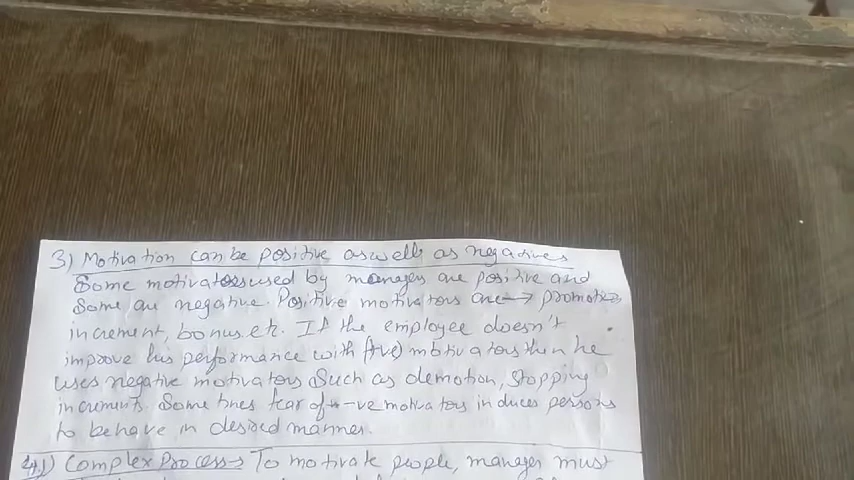 3) Motivation can be positive aswell as negatives
Some motivators used by managers are positive and
Some are negative. Positive motivators are → promotion
increment, bonus etc. If the employee doesn't
improve his performance with (+ve) motivators then he
uses negative motivators Such as demotion, stopping
increments. Some times fear of -ve motivators induces persons
to behave in desired manner.
4) Complex Process → To motivate people, manager must